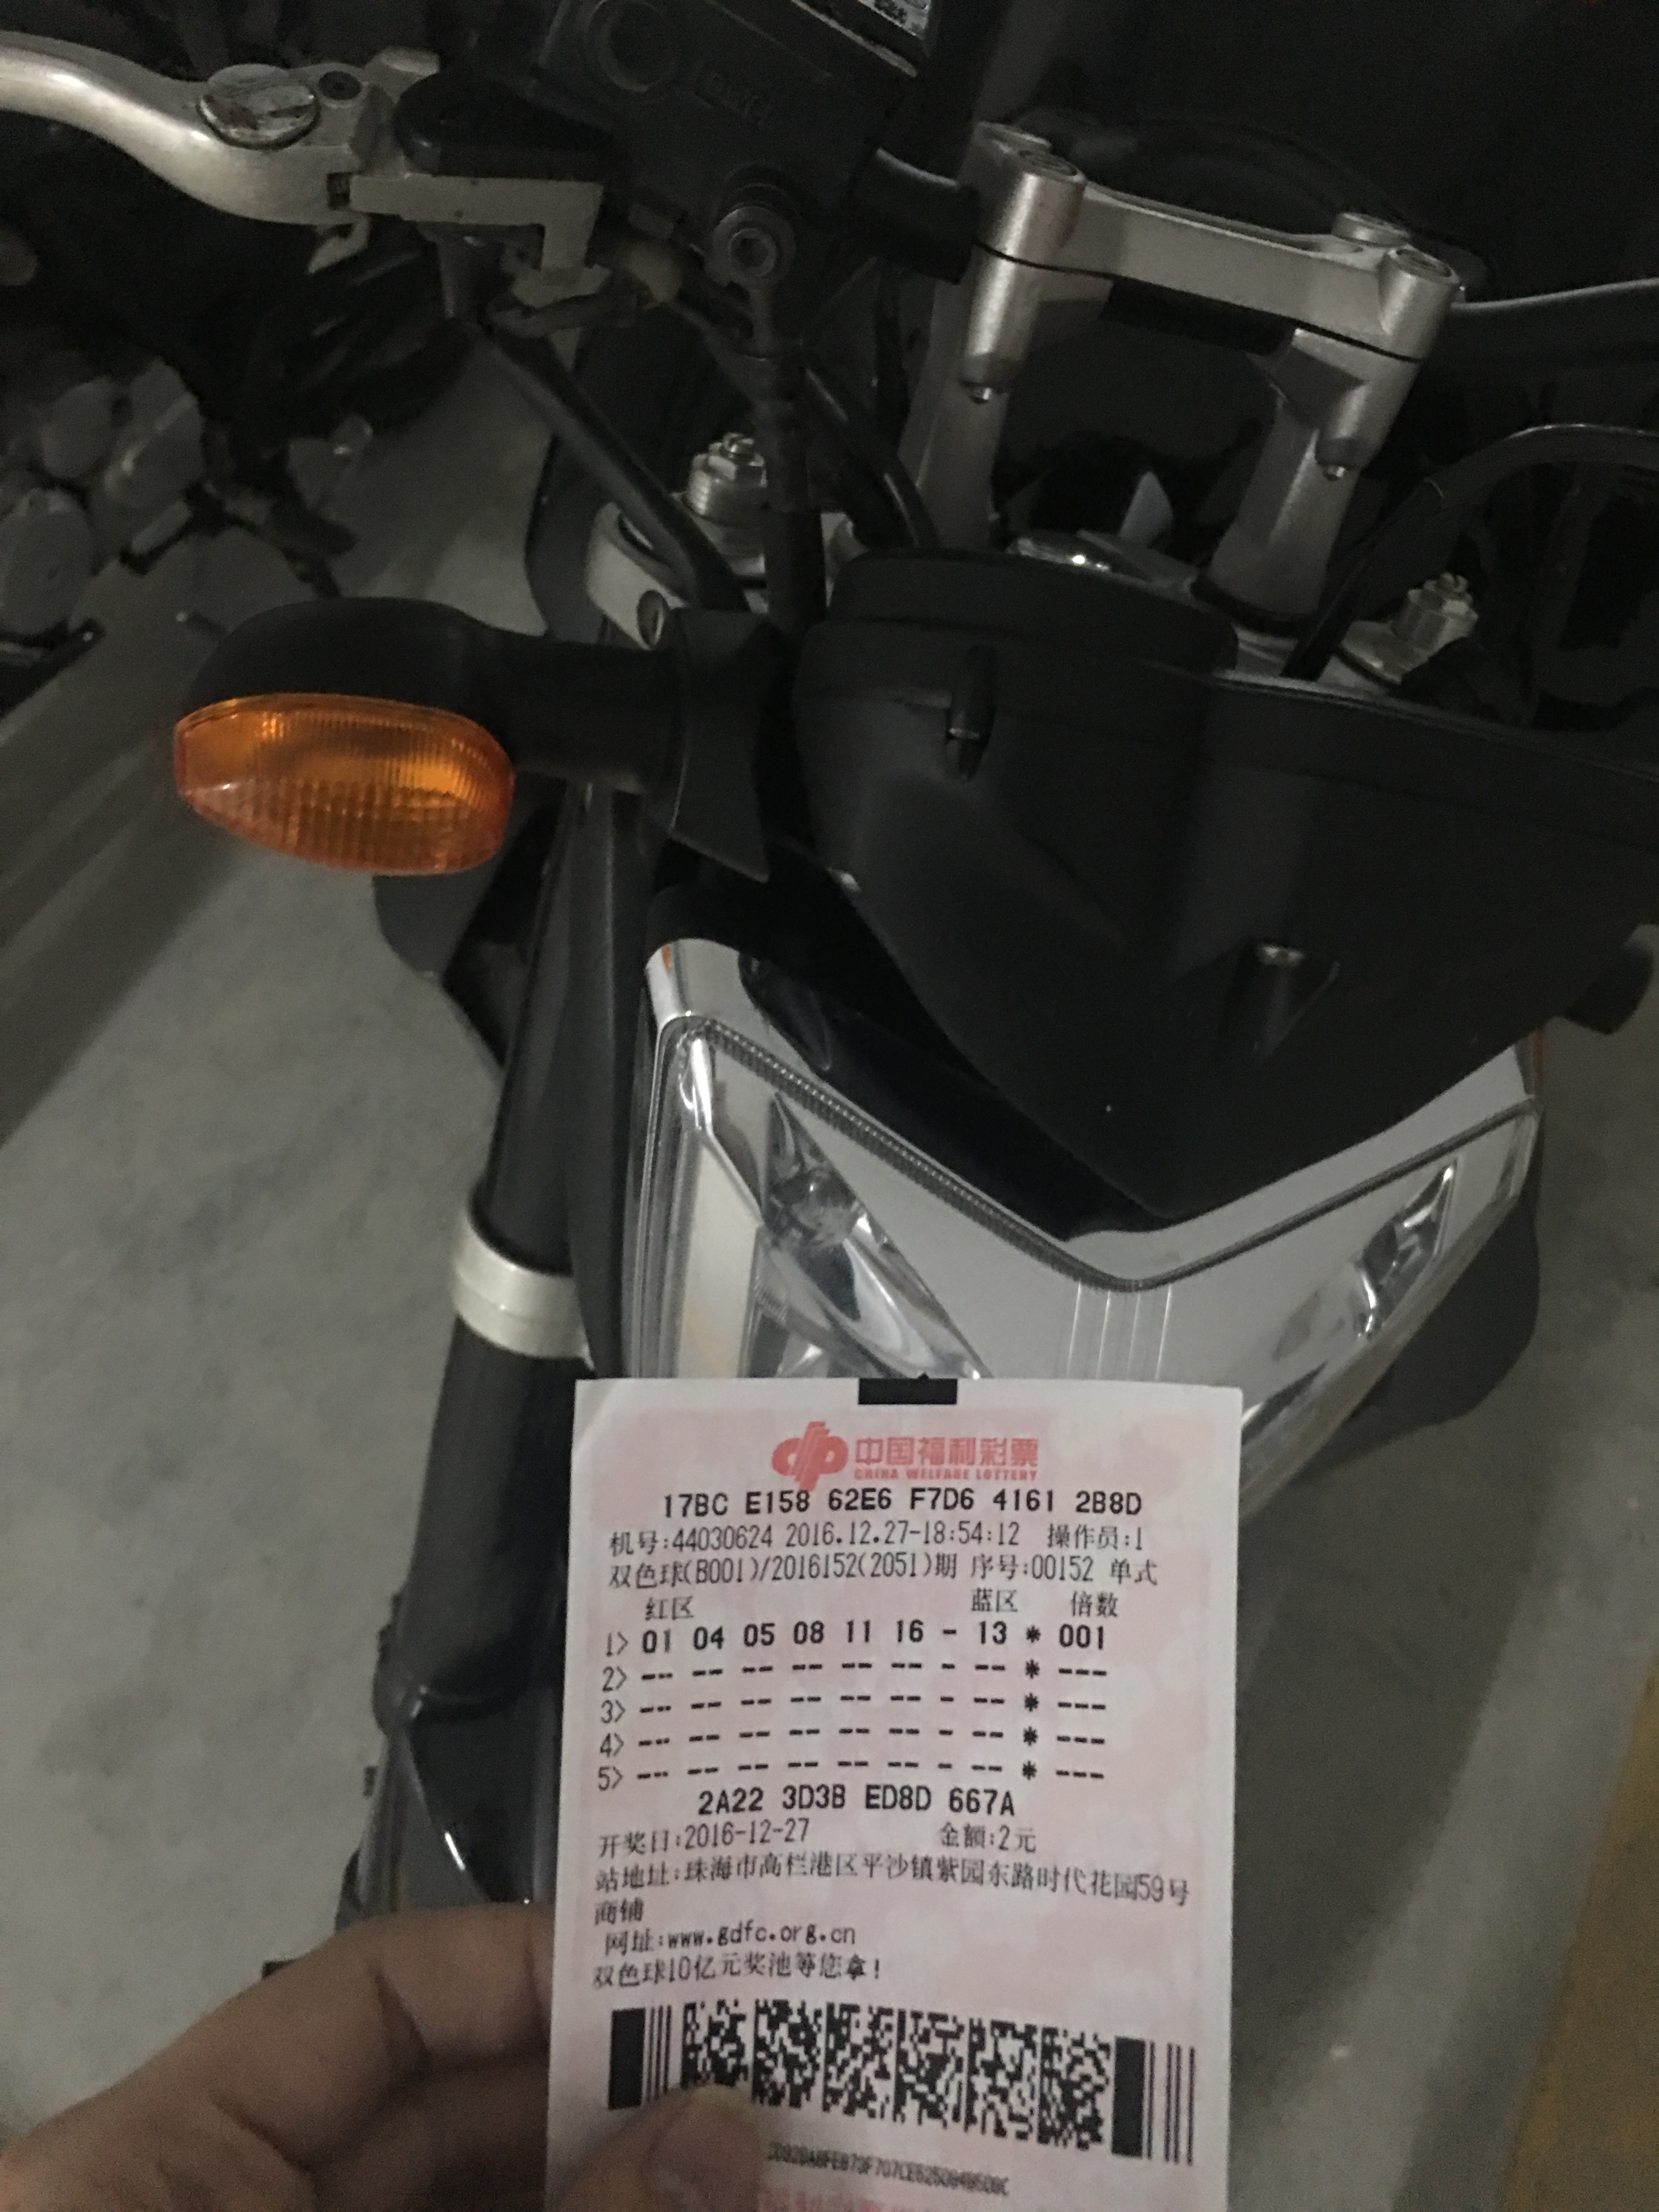 中国福利彩票
CHINA WELFARE LOTTERY
17BC E158 62E6 F7D6 4161 2B8D
机号:44030624 2016.12.27-18:54:12 操作员:1
双色球(B001)/2016152(2051)期 序号:00152 单式
红区 蓝区 倍数
1> 01 04 05 08 11 16 - 13 * 001
2> -- -- -- -- -- -- - -- * ---
3> -- -- -- -- -- -- - -- * ---
4> -- -- -- -- -- -- - -- * ---
5> -- -- -- -- -- -- - -- * ---
2A22 3D3B ED8D 667A
开奖日:2016-12-27 金额:2元
站地址:珠海市高栏港区平沙镇紫园东路时代花园59号
商铺
网址:www.gdfc.org.cn
双色球10亿元奖池等您拿!